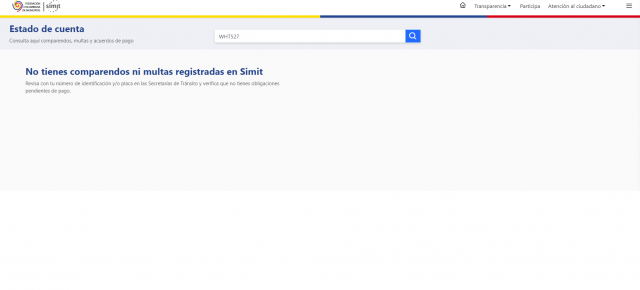 FEDERACIÓN
COLOMBIANA
DE MUNICIPIOS
simit
Transparencia
Participa
Atención al ciudadano
Estado de cuenta
Consulta aquí comparendos, multas y acuerdos de pago
WHT527
No tienes comparendos ni multas registradas en Simit
Revisa con tu número de identificación y/o placa en las Secretarías de Tránsito y verifica que no tienes obligaciones
pendientes de pago.